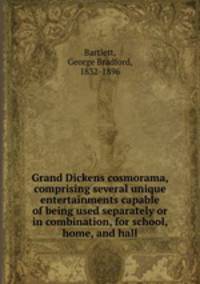 Bartlett,
George Bradford,
1832-1896
Grand Dickens cosmorama,
comprising several unique
entertainments capable
of being used separately or
in combination, for school,
home, and hall